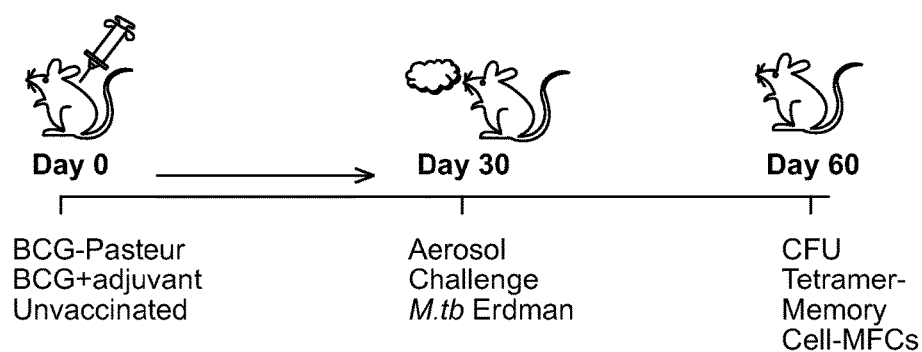 Day 0
Day 30
Day 60
BCG-Pasteur
BCG+adjuvant
Unvaccinated
Aerosol
Challenge
M.tb Erdman
CFU
Tetramer-
Memory
Cell-MFCs